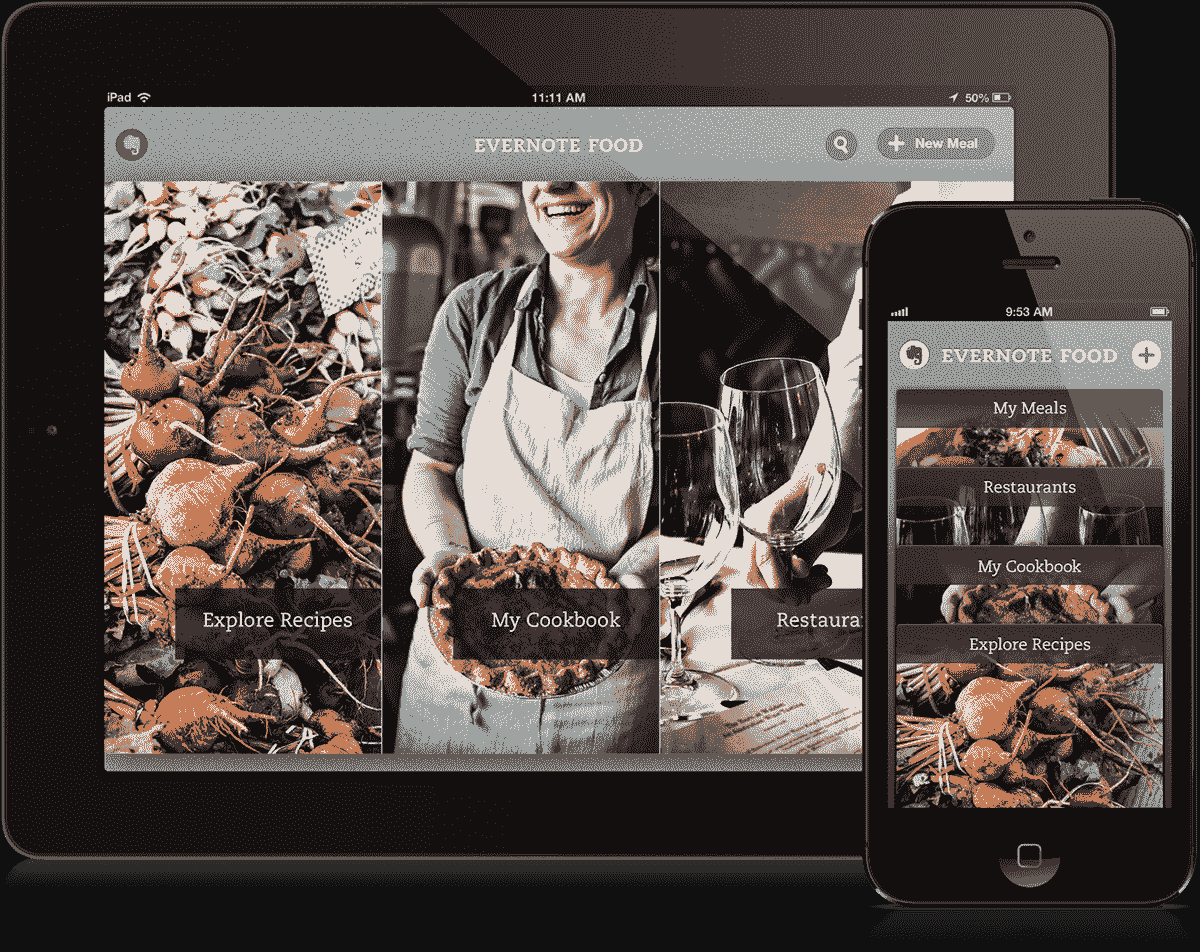 iPad 11:11 AM 50%
EVERNOTE FOOD
New Meal
Explore Recipes
My Cookbook
Restaura
9:53 AM
EVERNOTE FOOD
My Meals
Restaurants
My Cookbook
Explore Recipes